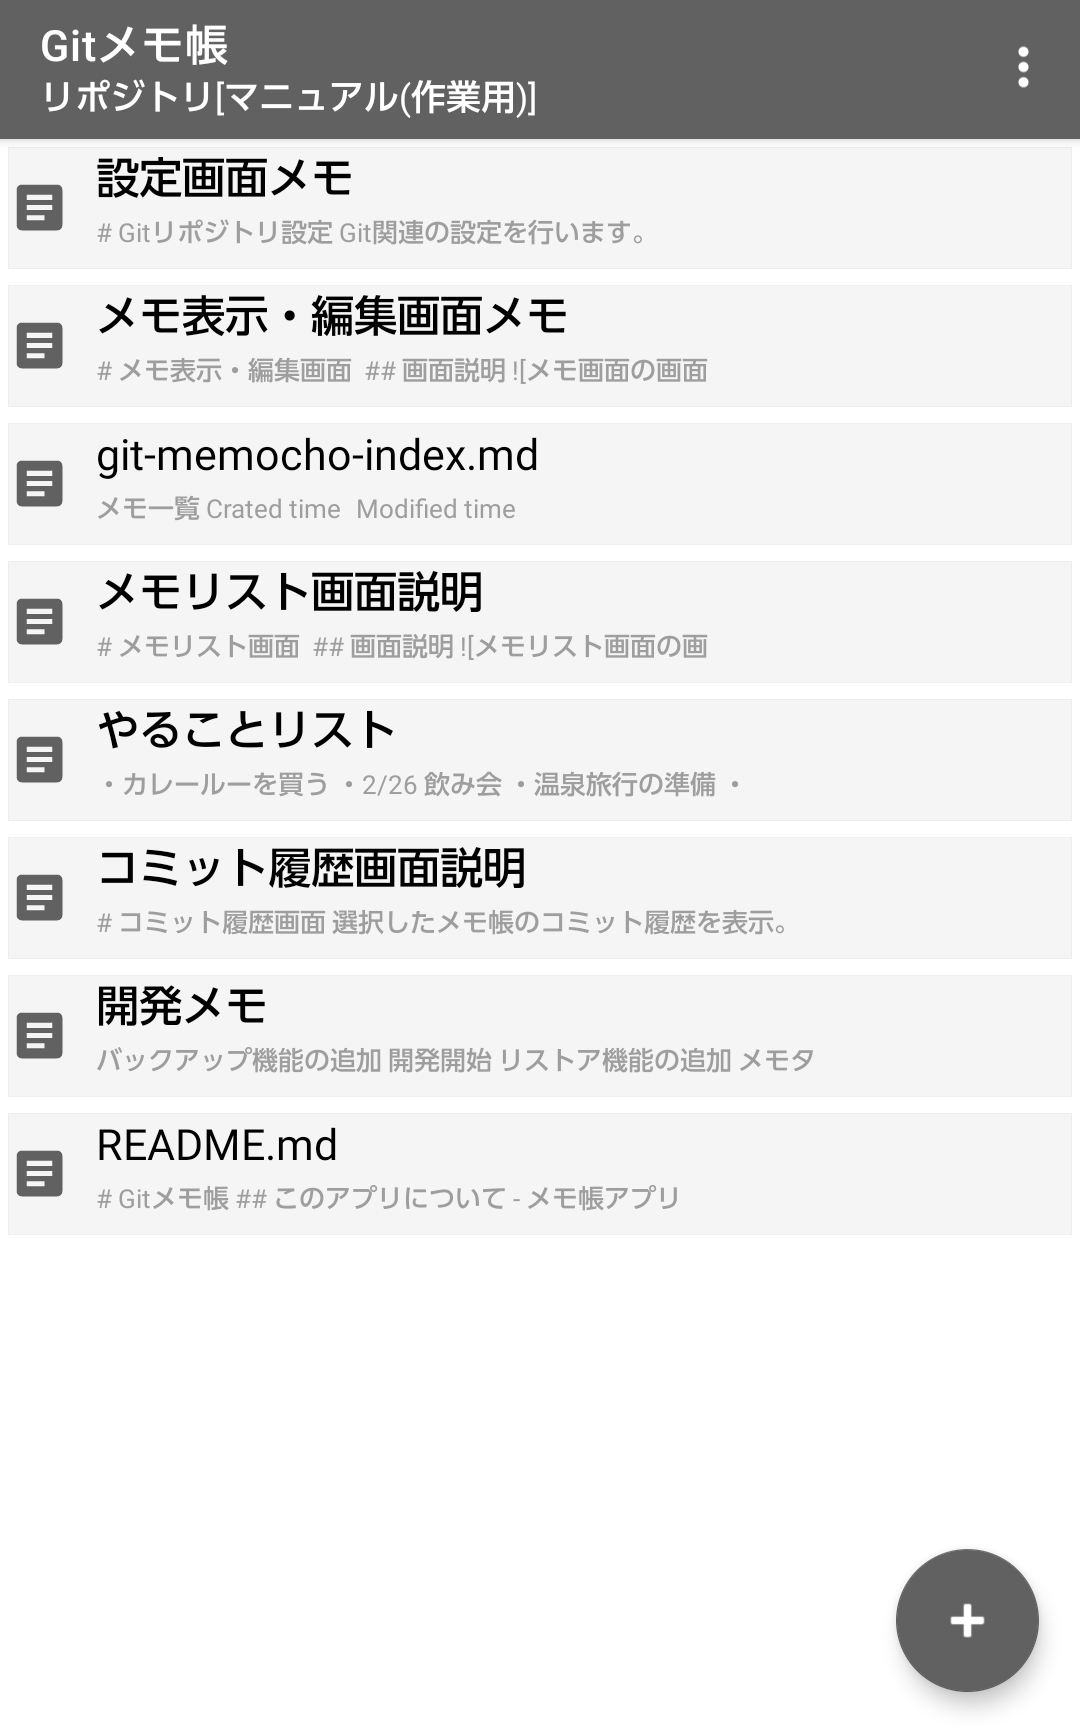 Gitメモ帳
リポジトリ[マニュアル(作業用)]
設定画面メモ
# Gitリポジトリ設定 Git関連の設定を行います。
メモ表示・編集画面メモ
# メモ表示・編集画面  ## 画面説明 ![メモ画面の画面
git-memocho-index.md
メモ一覧 Crated time  Modified time
メモリスト画面説明
# メモリスト画面  ## 画面説明 ![メモリスト画面の画
やることリスト
・カレールーを買う ・2/26 飲み会 ・温泉旅行の準備 ・
コミット履歴画面説明
# コミット履歴画面 選択したメモ帳のコミット履歴を表示。
開発メモ
バックアップ機能の追加 開発開始 リストア機能の追加 メモタ
README.md
# Gitメモ帳 ## このアプリについて - メモ帳アプリ